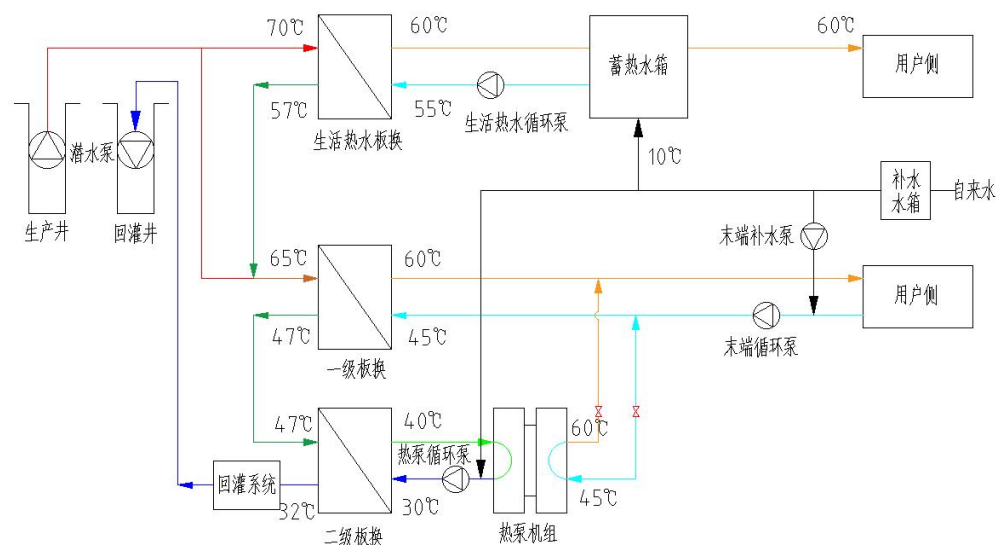 70℃
60℃
60℃
蓄热水箱
用户侧
57℃
55℃
生活热水循环泵
生活热水板换
潜水泵
10℃
生产井
回灌井
补水
水箱
自来水
末端补水泵
65℃
60℃
用户侧
47℃
45℃
末端循环泵
一级板换
47℃
40℃
60℃
热泵循环泵
回灌系统
32℃
30℃
45℃
二级板换
热泵机组